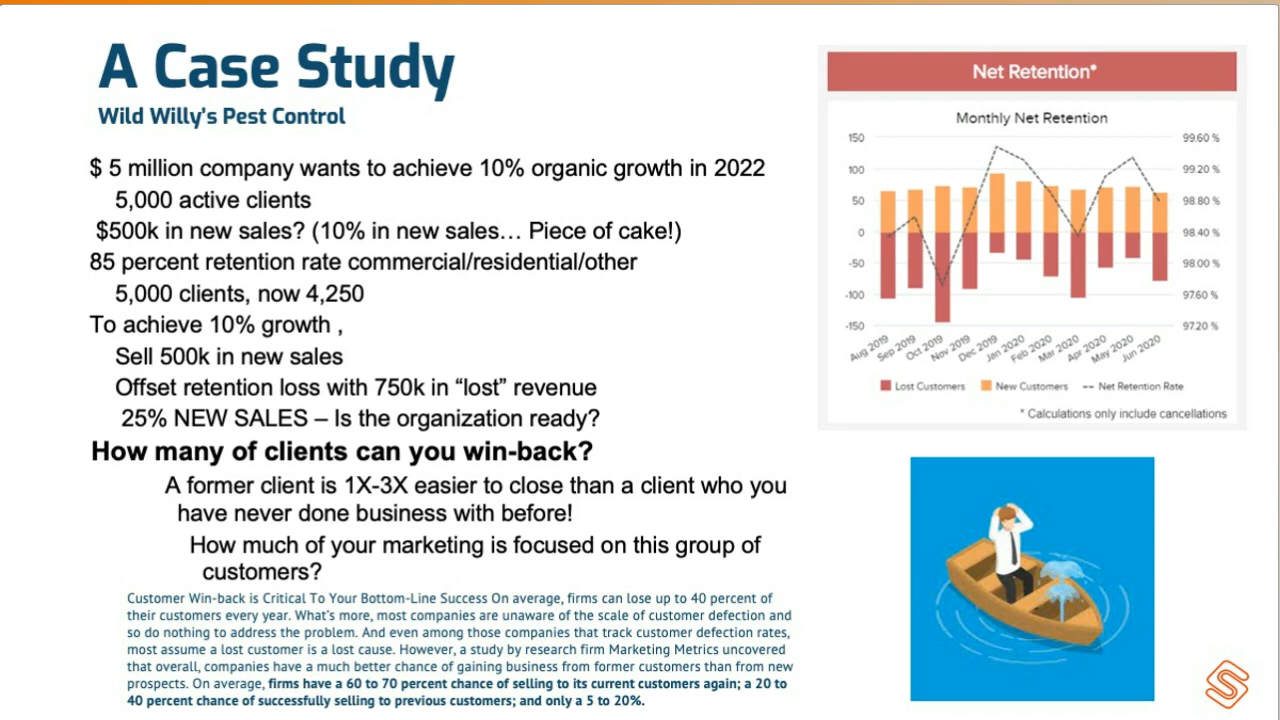 A Case Study
Wild Willy's Pest Control
$ 5 million company wants to achieve 10% organic growth in 2022
5,000 active clients
$500k in new sales? (10% in new sales… Piece of cake!)
85 percent retention rate commercial/residential/other
5,000 clients, now 4,250
To achieve 10% growth ,
Sell 500k in new sales
Offset retention loss with 750k in “lost” revenue
25% NEW SALES – Is the organization ready?
How many of clients can you win-back?
A former client is 1X-3X easier to close than a client who you
have never done business with before!
How much of your marketing is focused on this group of
customers?
Customer Win-back is Critical To Your Bottom-Line Success On average, firms can lose up to 40 percent of
their customers every year. What's more, most companies are unaware of the scale of customer defection and
so do nothing to address the problem. And even among those companies that track customer defection rates,
most assume a lost customer is a lost cause. However, a study by research firm Marketing Metrics uncovered
that overall, companies have a much better chance of gaining business from former customers than from new
prospects. On average, firms have a 60 to 70 percent chance of selling to its current customers again; a 20 to
40 percent chance of successfully selling to previous customers; and only a 5 to 20%.
Net Retention*
Monthly Net Retention
150 99.60 %
100 99.20 %
50 98.80 %
0 98.40 %
-50 98.00 %
-100 97.60 %
-150 97.20 %
Aug 2019 Sep 2019 Oct 2019 Nov 2019 Dec 2019 Jan 2020 Feb 2020 Mar 2020 Apr 2020 May 2020 Jun 2020
Lost Customers New Customers Net Retention Rate
* Calculations only include cancellations